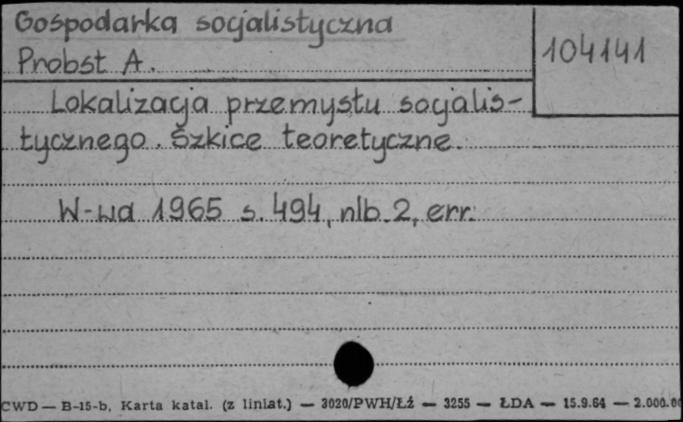 Gospodarka socjalistyczna
104141
Probst A.
Lokalizacja przemysłu socjalis-
tycznego. Szkice teoretyczne.
W-wa 1965 s. 494, nlb. 2, err.
CWD — B-15-b, Karta katal. (z liniat.) — 3020/PWH/Łź — 3255 — ŁDA — 15.9.64 — 2.000.00